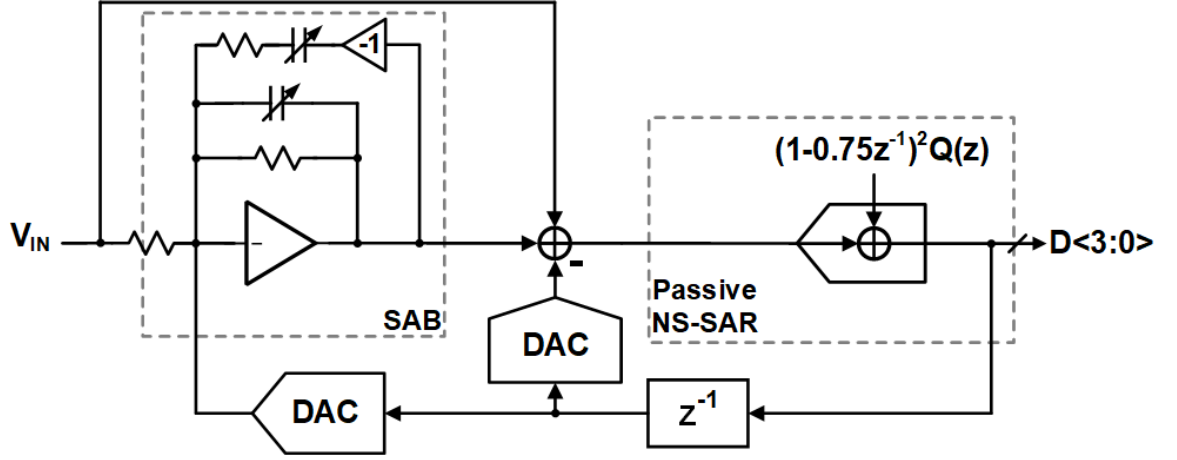 -1
(1-0.75z⁻¹)²Q(z)
V_IN
-
D<3:0>
-
SAB
Passive
NS-SAR
DAC
DAC
z⁻¹